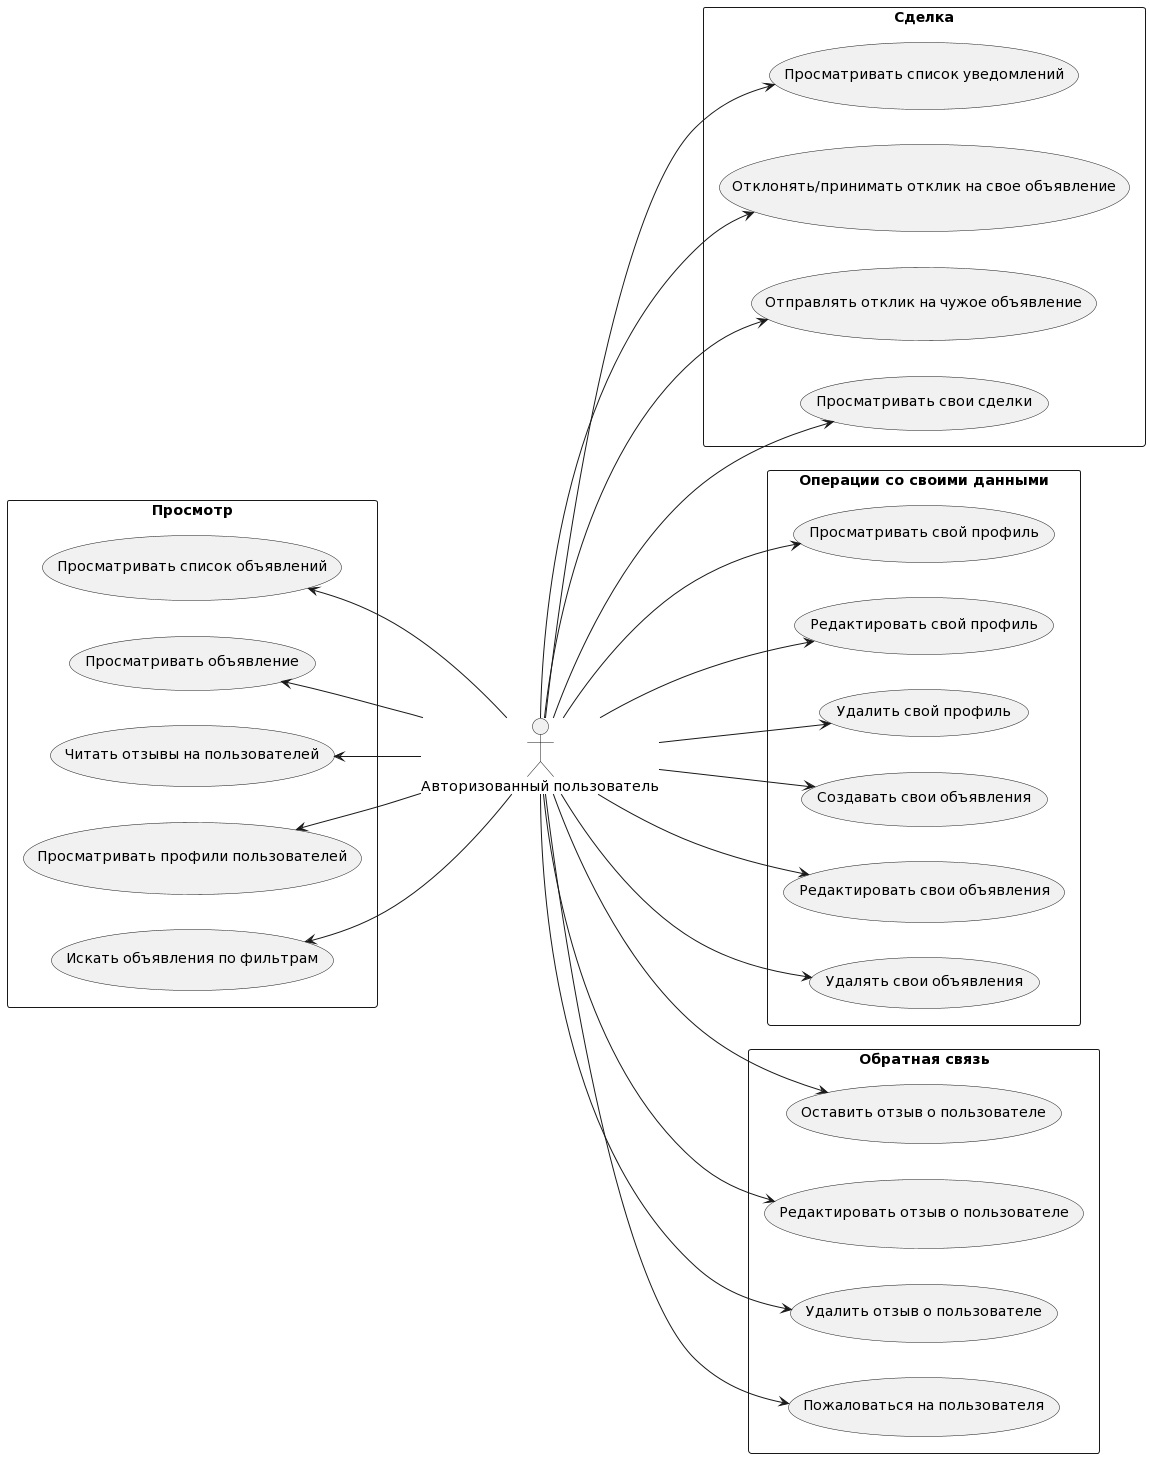 Сделка
Просматривать список уведомлений
Отклонять/принимать отклик на свое объявление
Отправлять отклик на чужое объявление
Просматривать свои сделки
Просмотр
Просматривать список объявлений
Просматривать объявление
Читать отзывы на пользователей
Просматривать профили пользователей
Искать объявления по фильтрам
Авторизованный пользователь
Операции со своими данными
Просматривать свой профиль
Редактировать свой профиль
Удалить свой профиль
Создавать свои объявления
Редактировать свои объявления
Удалять свои объявления
Обратная связь
Оставить отзыв о пользователе
Редактировать отзыв о пользователе
Удалить отзыв о пользователе
Пожаловаться на пользователя